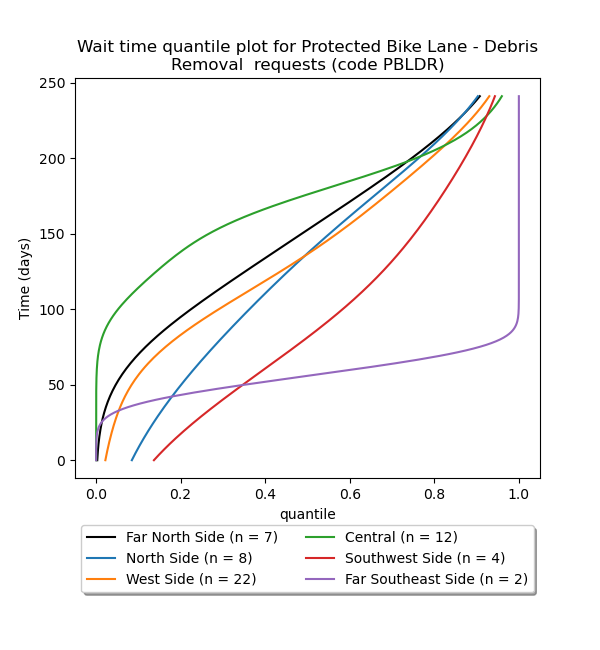 Wait time quantile plot for Protected Bike Lane - Debris
Removal  requests (code PBLDR)
250
200
150
100
50
0
Time (days)
0.0 0.2 0.4 0.6 0.8 1.0
quantile
Far North Side (n = 7)
North Side (n = 8)
West Side (n = 22)
Central (n = 12)
Southwest Side (n = 4)
Far Southeast Side (n = 2)